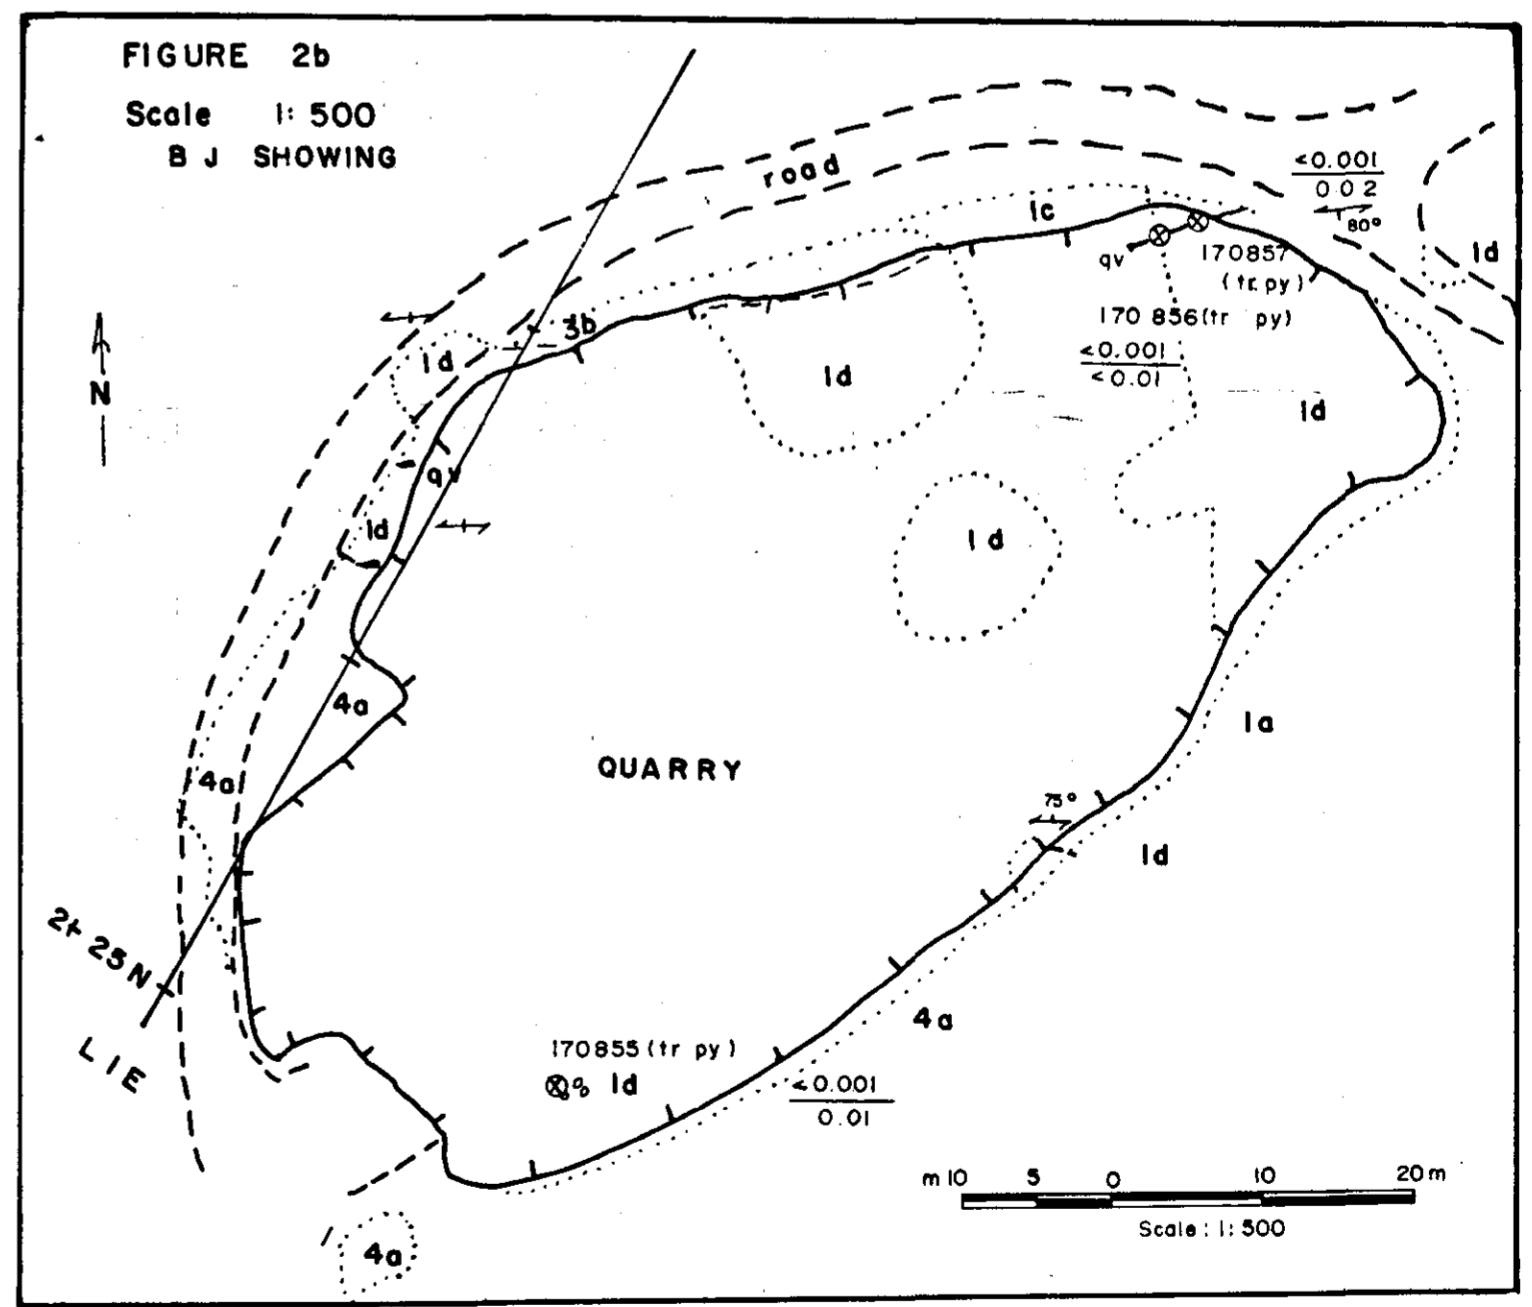 FIGURE 2b
Scale 1: 500
B J SHOWING
road
<0.001
0.02
80°
1c
1d
qv
170857
(tr. py)
N
3b
1d
170 856 (tr py)
<0.001
<0.01
1d
1d
qv
1d
1d
4a
1a
4a
QUARRY
75°
1d
2+25N
4a
L1E
170855 (tr py)
1d
<0.001
0.01
m 10 5 0 10 20 m
Scale : 1: 500
4a